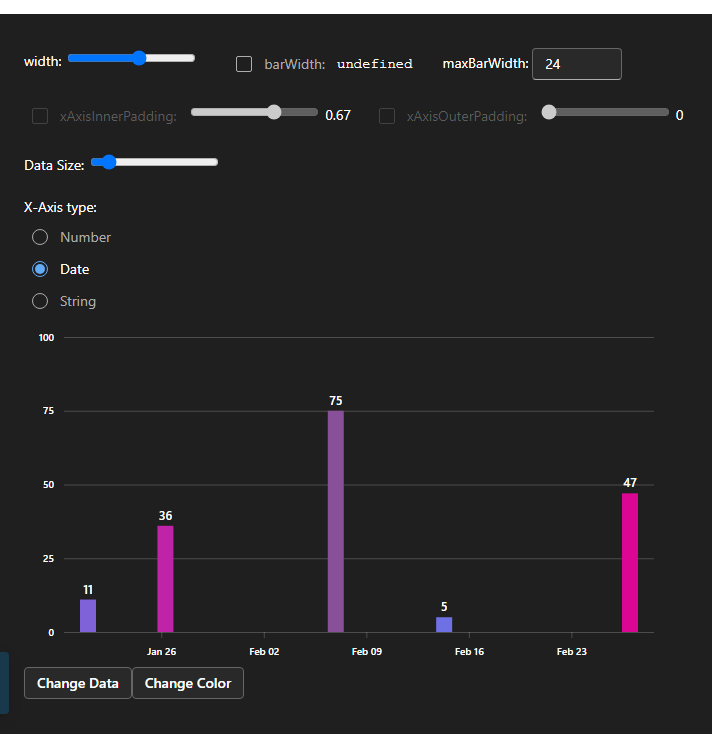 width: barWidth: undefined maxBarWidth: 24
xAxisInnerPadding: 0.67 xAxisOuterPadding: 0
Data Size:
X-Axis type:
Number
Date
String
100
75
75
50
47
36
25
11
5
0
Jan 26 Feb 02 Feb 09 Feb 16 Feb 23
Change Data Change Color